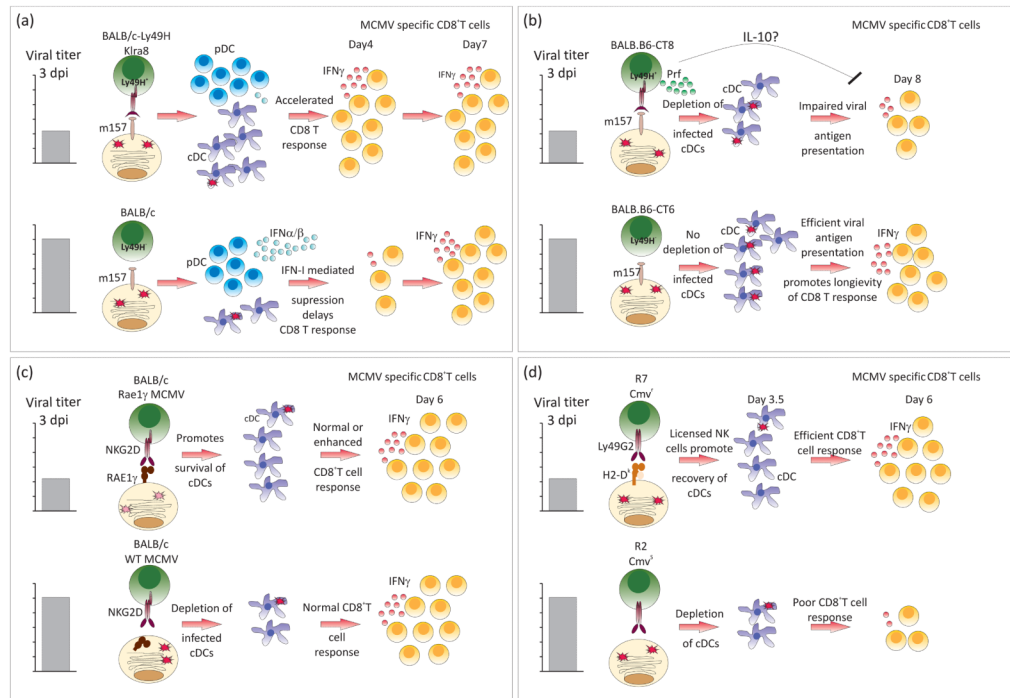 (a)
MCMV specific CD8⁺T cells
Viral titer
3 dpi
BALB/c-Ly49H
Klra8
Ly49H⁺
m157
pDC
cDC
Accelerated
CD8 T
response
Day4
IFNγ
Day7
IFNγ
BALB/c
Ly49H
m157
pDC
IFNα/β
IFN-I mediated
supression
delays
CD8 T response
IFNγ
(b)
MCMV specific CD8⁺T cells
Viral titer
3 dpi
IL-10?
BALB.B6-CT8
Ly49H⁺
Prf
m157
Depletion of
infected
cDCs
cDC
Impaired viral
antigen
presentation
Day 8
BALB.B6-CT6
Ly49H
m157
No
depletion of
infected
cDCs
cDC
Efficient viral
antigen
presentation
promotes longievity
of CD8 T response
IFNγ
(c)
MCMV specific CD8⁺T cells
Viral titer
3 dpi
BALB/c
Rae1γ MCMV
NKG2D
RAE1γ
Promotes
survival of
cDCs
cDC
Normal or
enhanced
CD8⁺T cell
response
Day 6
IFNγ
BALB/c
WT MCMV
NKG2D
Depletion of
infected
cDCs
Normal CD8⁺T
cell
response
IFNγ
(d)
MCMV specific CD8⁺T cells
Viral titer
3 dpi
R7
Cmvʳ
Ly49G2
H2-Dᵏ
Licensed NK
cells promote
recovery of
cDCs
Day 3.5
cDC
Efficient CD8⁺T
cell response
Day 6
IFNγ
R2
Cmvˢ
Depletion
of cDCs
Poor CD8⁺T cell
response